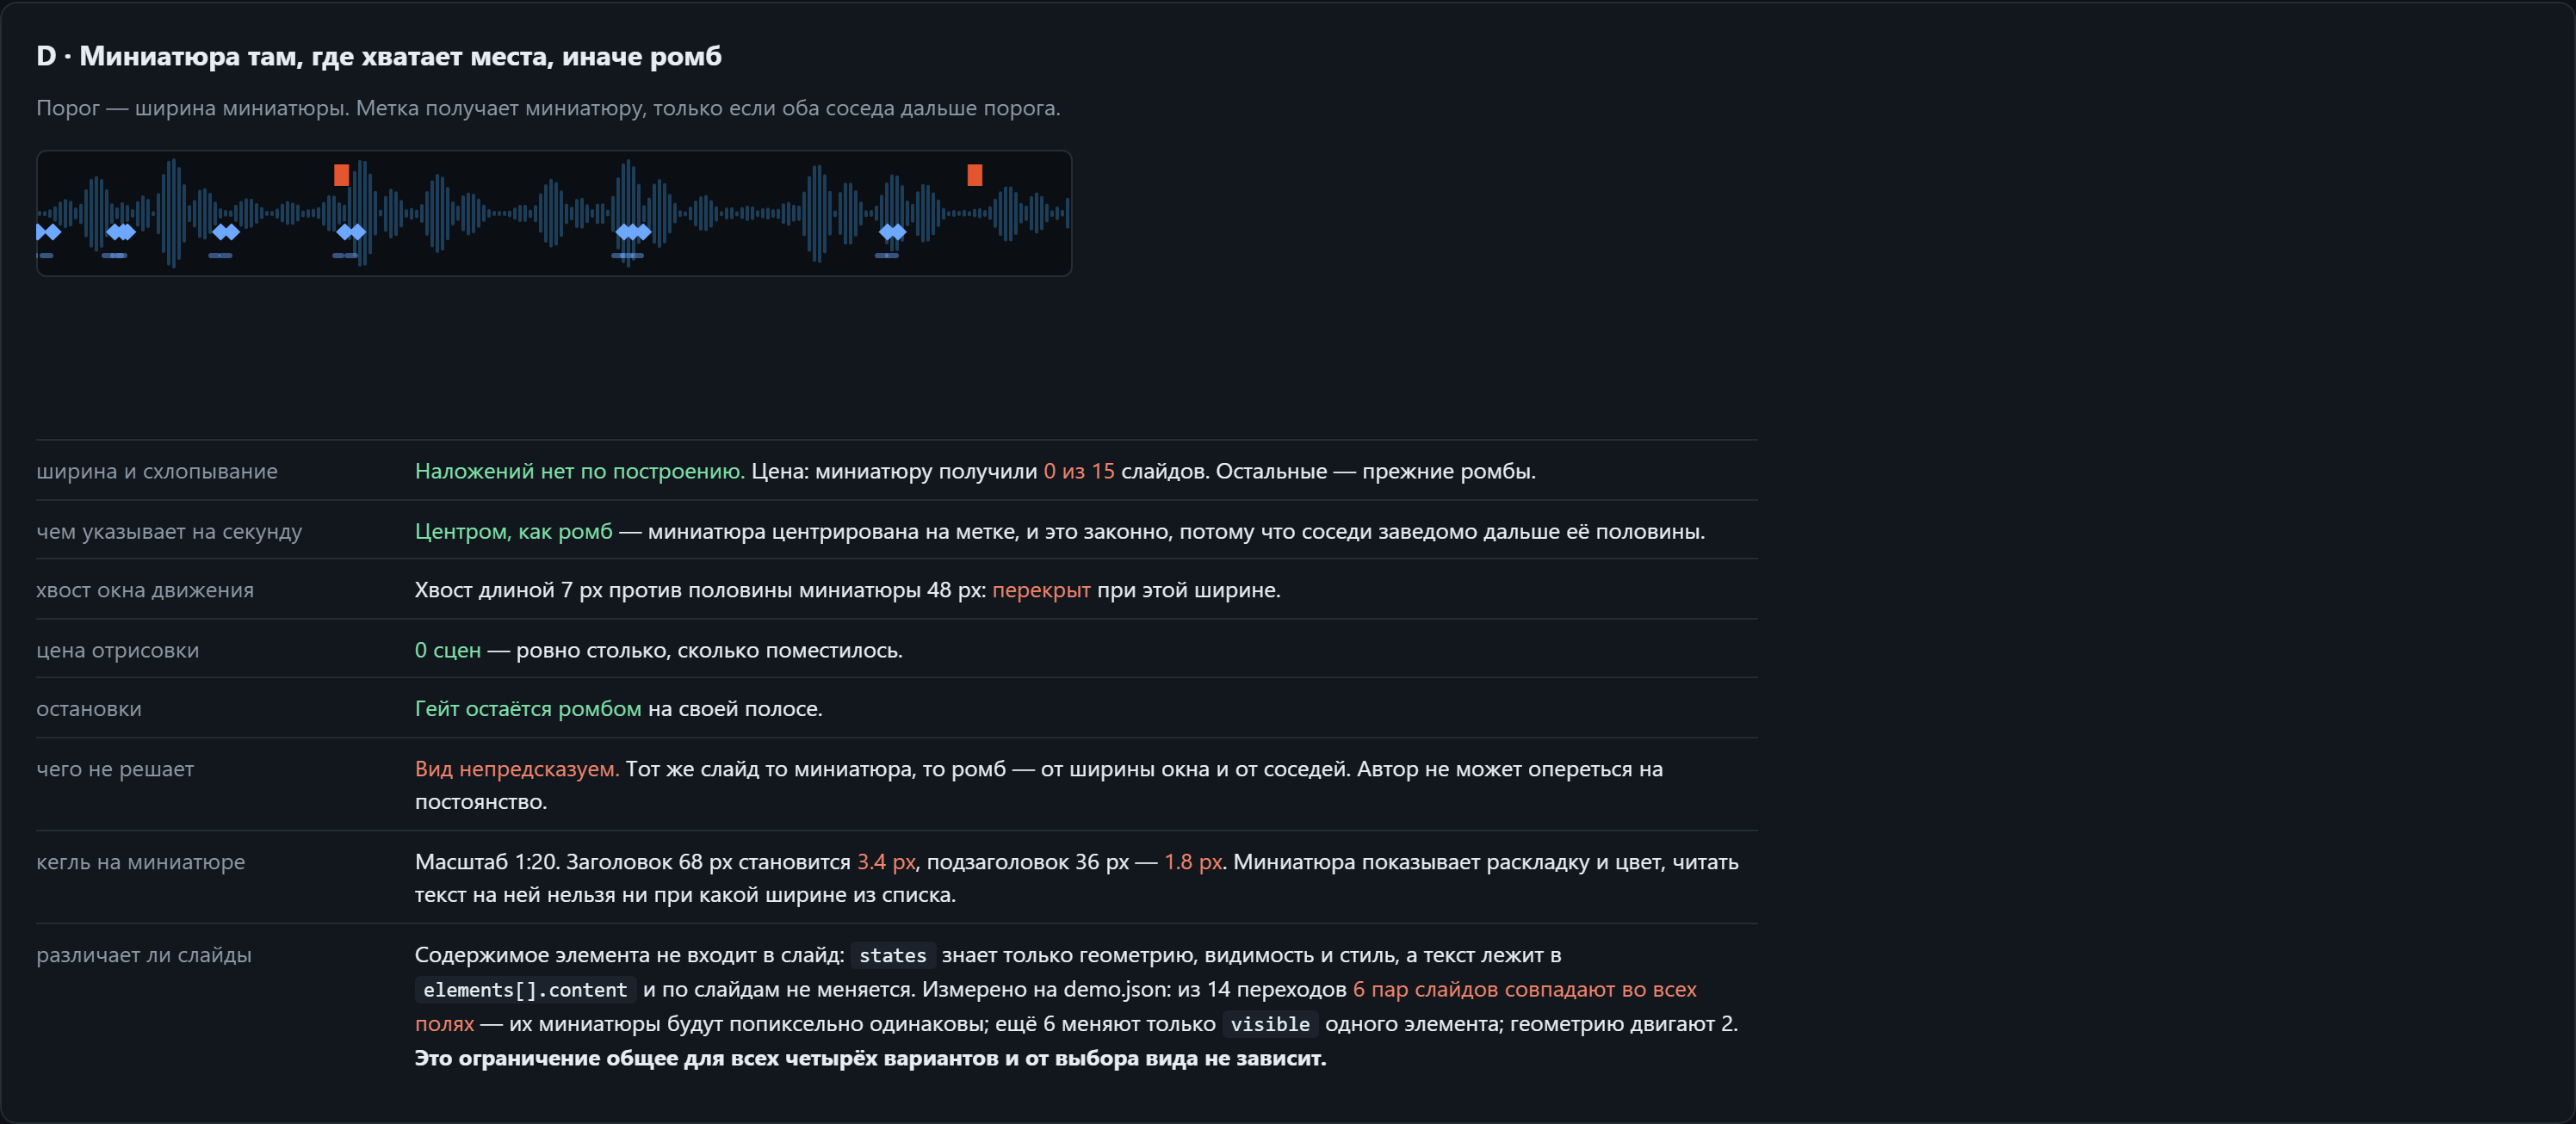 D · Миниатюра там, где хватает места, иначе ромб
Порог — ширина миниатюры. Метка получает миниатюру, только если оба соседа дальше порога.
ширина и схлопывание
Наложений нет по построению. Цена: миниатюру получили 0 из 15 слайдов. Остальные — прежние ромбы.
чем указывает на секунду
Центром, как ромб — миниатюра центрирована на метке, и это законно, потому что соседи заведомо дальше её половины.
хвост окна движения
Хвост длиной 7 px против половины миниатюры 48 px: перекрыт при этой ширине.
цена отрисовки
0 сцен — ровно столько, сколько поместилось.
остановки
Гейт остаётся ромбом на своей полосе.
чего не решает
Вид непредсказуем. Тот же слайд то миниатюра, то ромб — от ширины окна и от соседей. Автор не может опереться на
постоянство.
кегль на миниатюре
Масштаб 1:20. Заголовок 68 px становится 3.4 px, подзаголовок 36 px — 1.8 px. Миниатюра показывает раскладку и цвет, читать
текст на ней нельзя ни при какой ширине из списка.
различает ли слайды
Содержимое элемента не входит в слайд: states знает только геометрию, видимость и стиль, а текст лежит в
elements[].content и по слайдам не меняется. Измерено на demo.json: из 14 переходов 6 пар слайдов совпадают во всех
полях — их миниатюры будут попиксельно одинаковы; ещё 6 меняют только visible одного элемента; геометрию двигают 2.
Это ограничение общее для всех четырёх вариантов и от выбора вида не зависит.